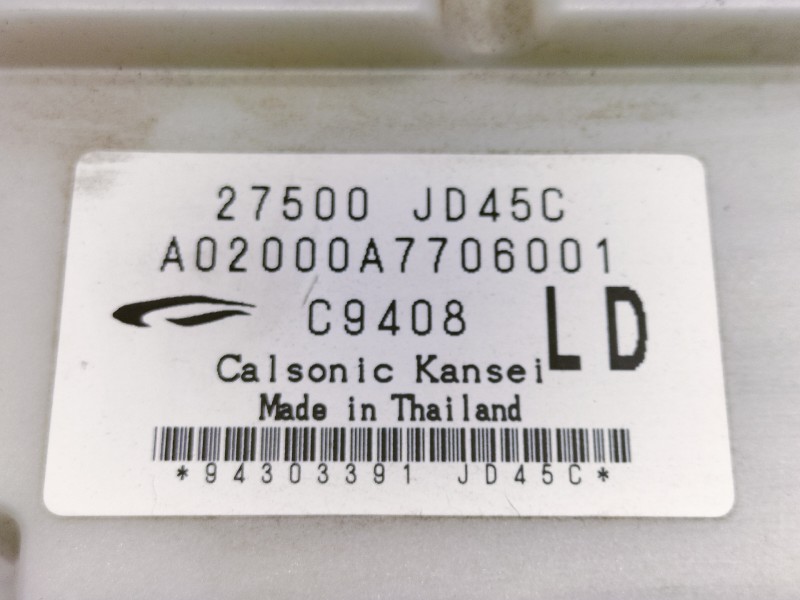 27500 JD45C
A02000A7706001
C9408 LD
Calsonic Kansei
Made in Thailand
*94303391 JD45C*